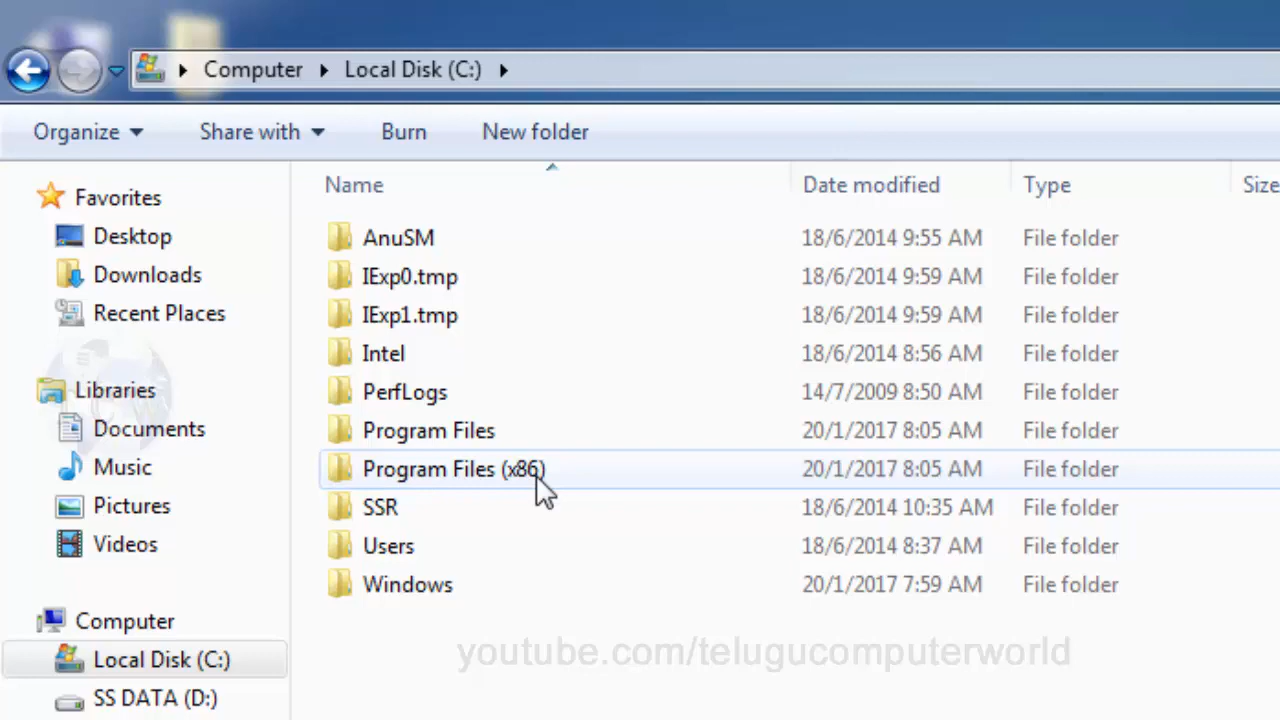 Computer Local Disk (C:)
Organize Share with Burn New folder
Name Date modified Type Size
Favorites
Desktop
Downloads
Recent Places
Libraries
Documents
Music
Pictures
Videos
Computer
Local Disk (C:)
SS DATA (D:)
AnuSM 18/6/2014 9:55 AM File folder
IExp0.tmp 18/6/2014 9:59 AM File folder
IExp1.tmp 18/6/2014 9:59 AM File folder
Intel 18/6/2014 8:56 AM File folder
PerfLogs 14/7/2009 8:50 AM File folder
Program Files 20/1/2017 8:05 AM File folder
Program Files (x86) 20/1/2017 8:05 AM File folder
SSR 18/6/2014 10:35 AM File folder
Users 18/6/2014 8:37 AM File folder
Windows 20/1/2017 7:59 AM File folder
youtube.com/telugucomputerworld